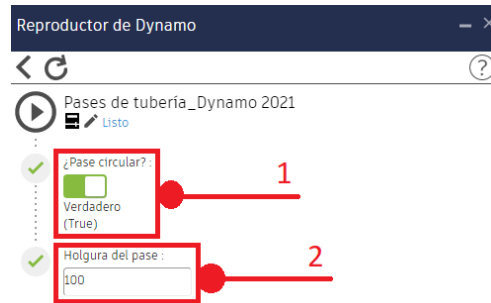 Reproductor de Dynamo
?
Pases de tubería_Dynamo 2021
Listo
¿Pase circular? :
1
Verdadero
(True)
Holgura del pase :
2
100